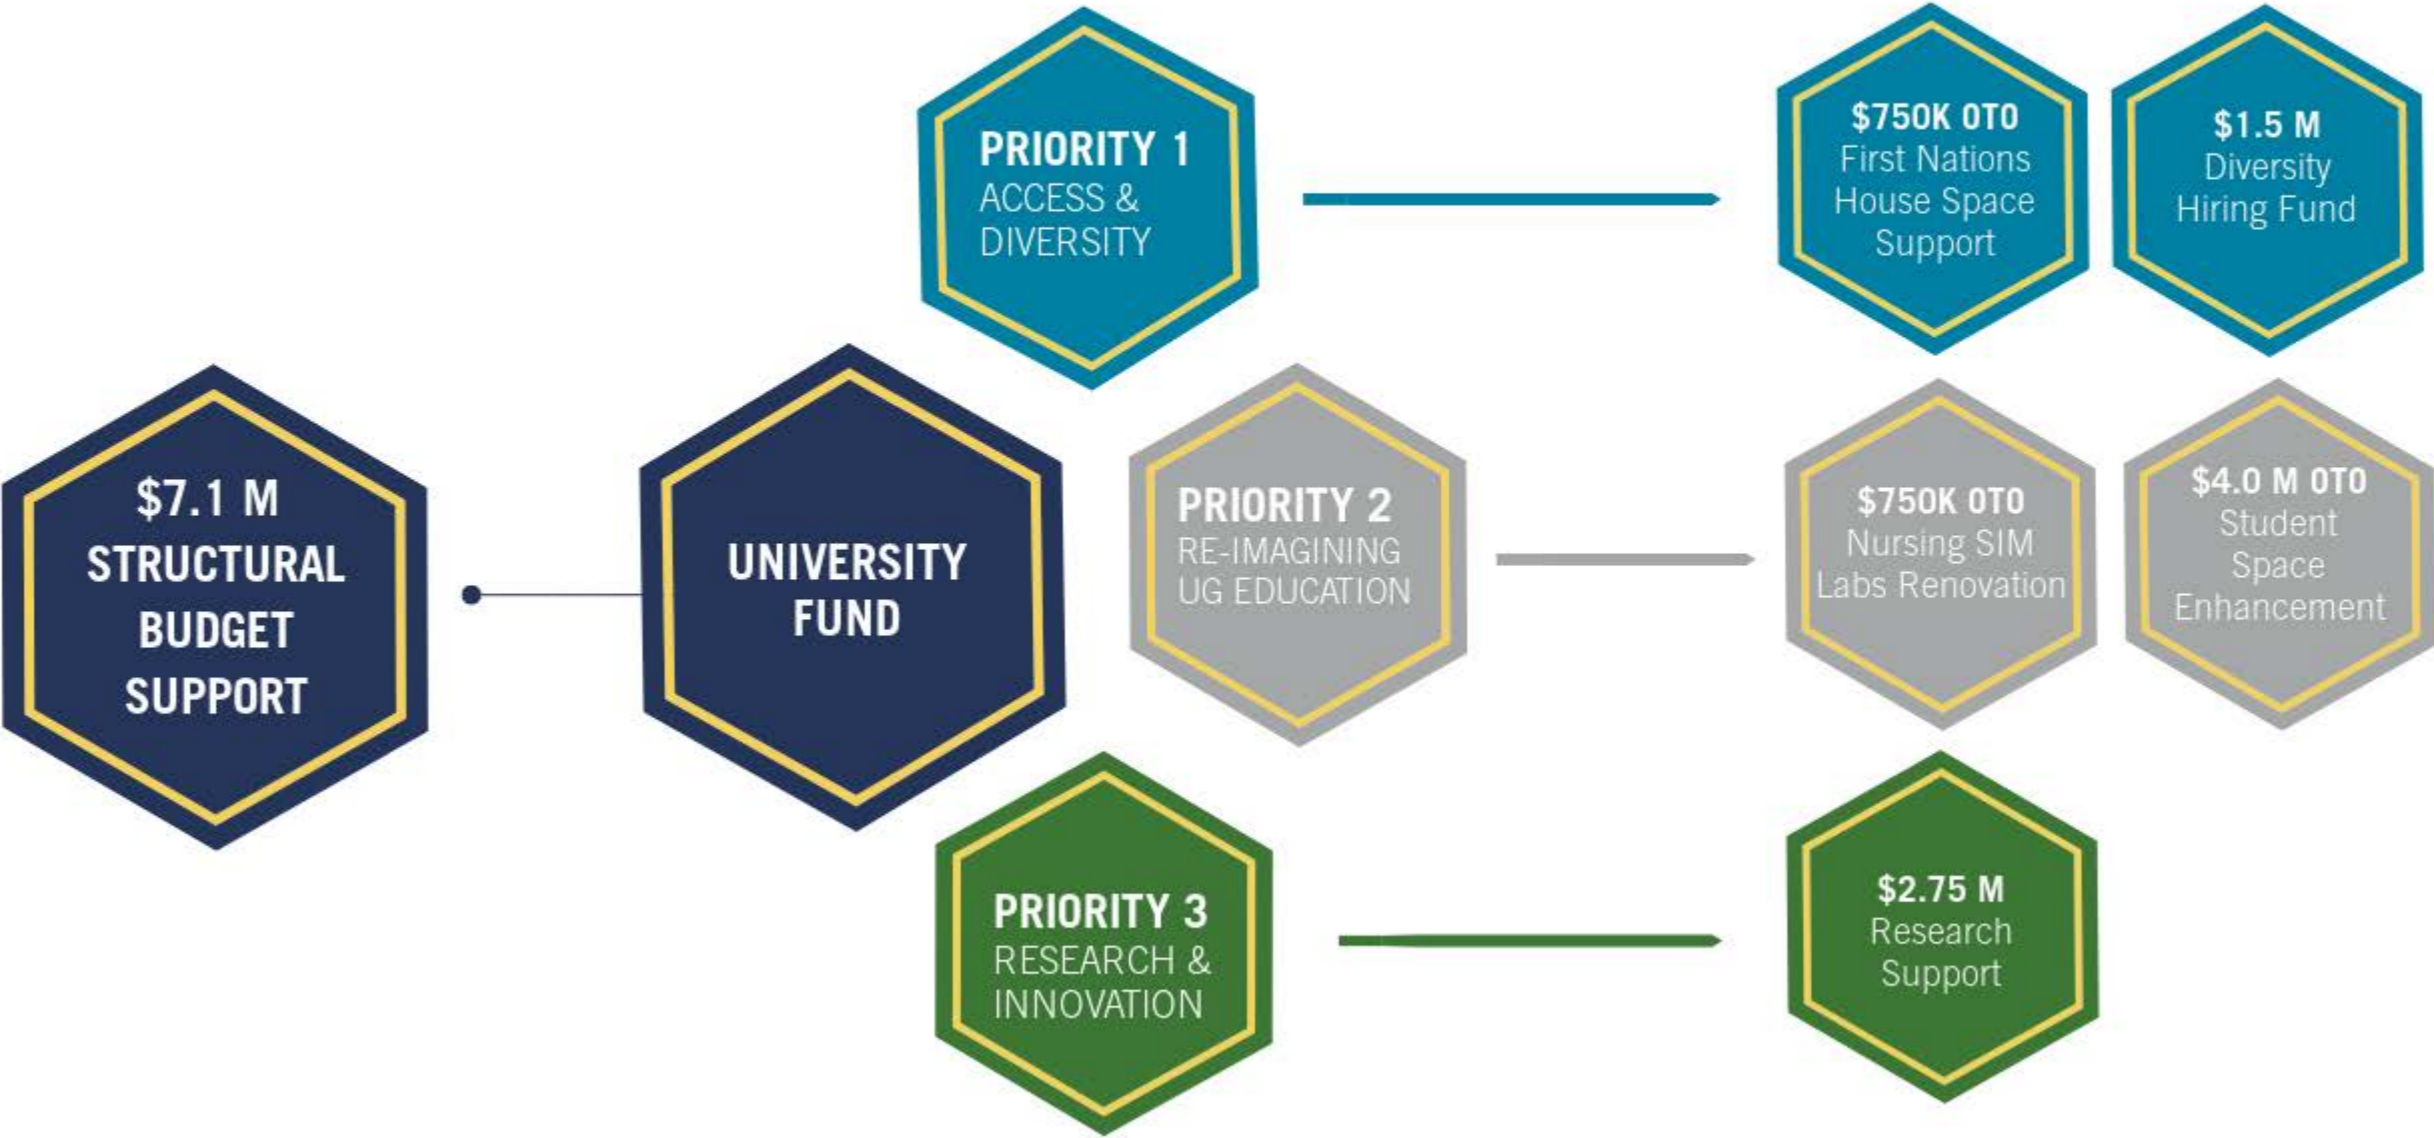 $7.1 M
STRUCTURAL
BUDGET
SUPPORT
UNIVERSITY
FUND
PRIORITY 1
ACCESS &
DIVERSITY
$750K OTO
First Nations
House Space
Support
$1.5 M
Diversity
Hiring Fund
PRIORITY 2
RE-IMAGINING
UG EDUCATION
$750K OTO
Nursing SIM
Labs Renovation
$4.0 M OTO
Student
Space
Enhancement
PRIORITY 3
RESEARCH &
INNOVATION
$2.75 M
Research
Support